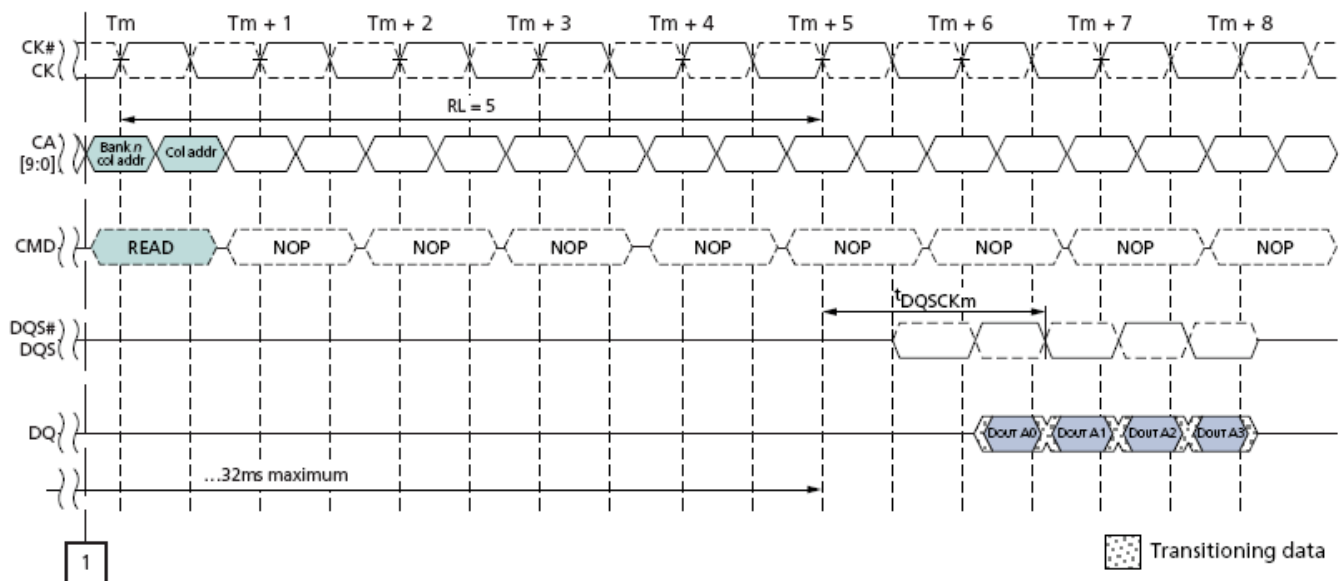 Tm Tm + 1 Tm + 2 Tm + 3 Tm + 4 Tm + 5 Tm + 6 Tm + 7 Tm + 8
CK#
CK
RL = 5
CA
[9:0]
Bank n
col addr
Col addr
CMD READ NOP NOP NOP NOP NOP NOP NOP NOP
tDQSCKm
DQS#
DQS
DQ DOUT A0 DOUT A1 DOUT A2 DOUT A3
...32ms maximum
1
Transitioning data